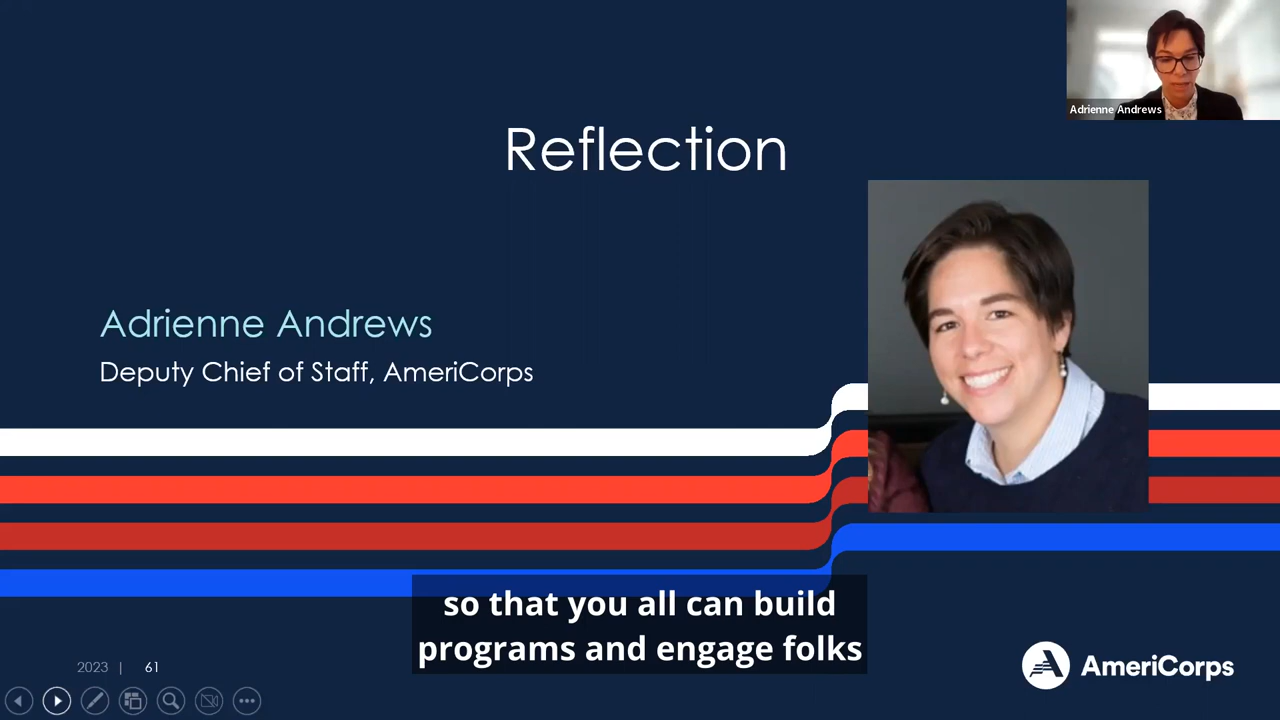 Adrienne Andrews
Reflection
Adrienne Andrews
Deputy Chief of Staff, AmeriCorps
so that you all can build
programs and engage folks
2023 | 61
AmeriCorps